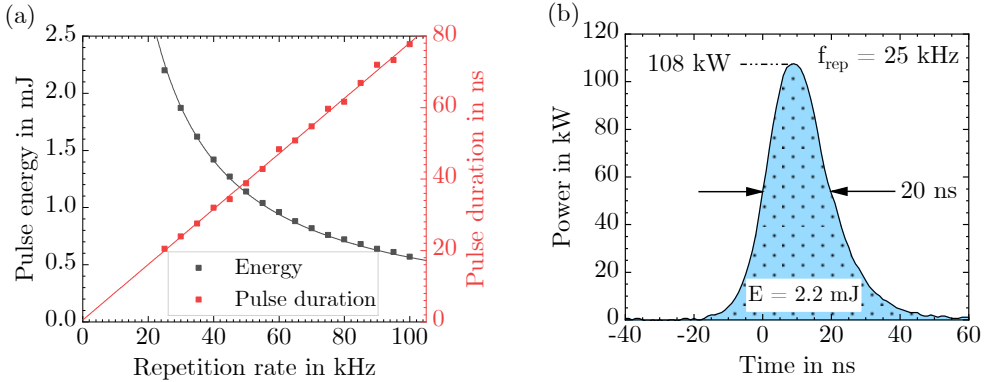 (a)
2.5
2.0
1.5
1.0
0.5
0.0
Pulse energy in mJ
0 20 40 60 80 100
Repetition rate in kHz
80
60
40
20
0
Pulse duration in ns
Energy
Pulse duration
(b)
120
100
80
60
40
20
0
Power in kW
-40 -20 0 20 40 60
Time in ns
108 kW
f_rep = 25 kHz
20 ns
E = 2.2 mJ